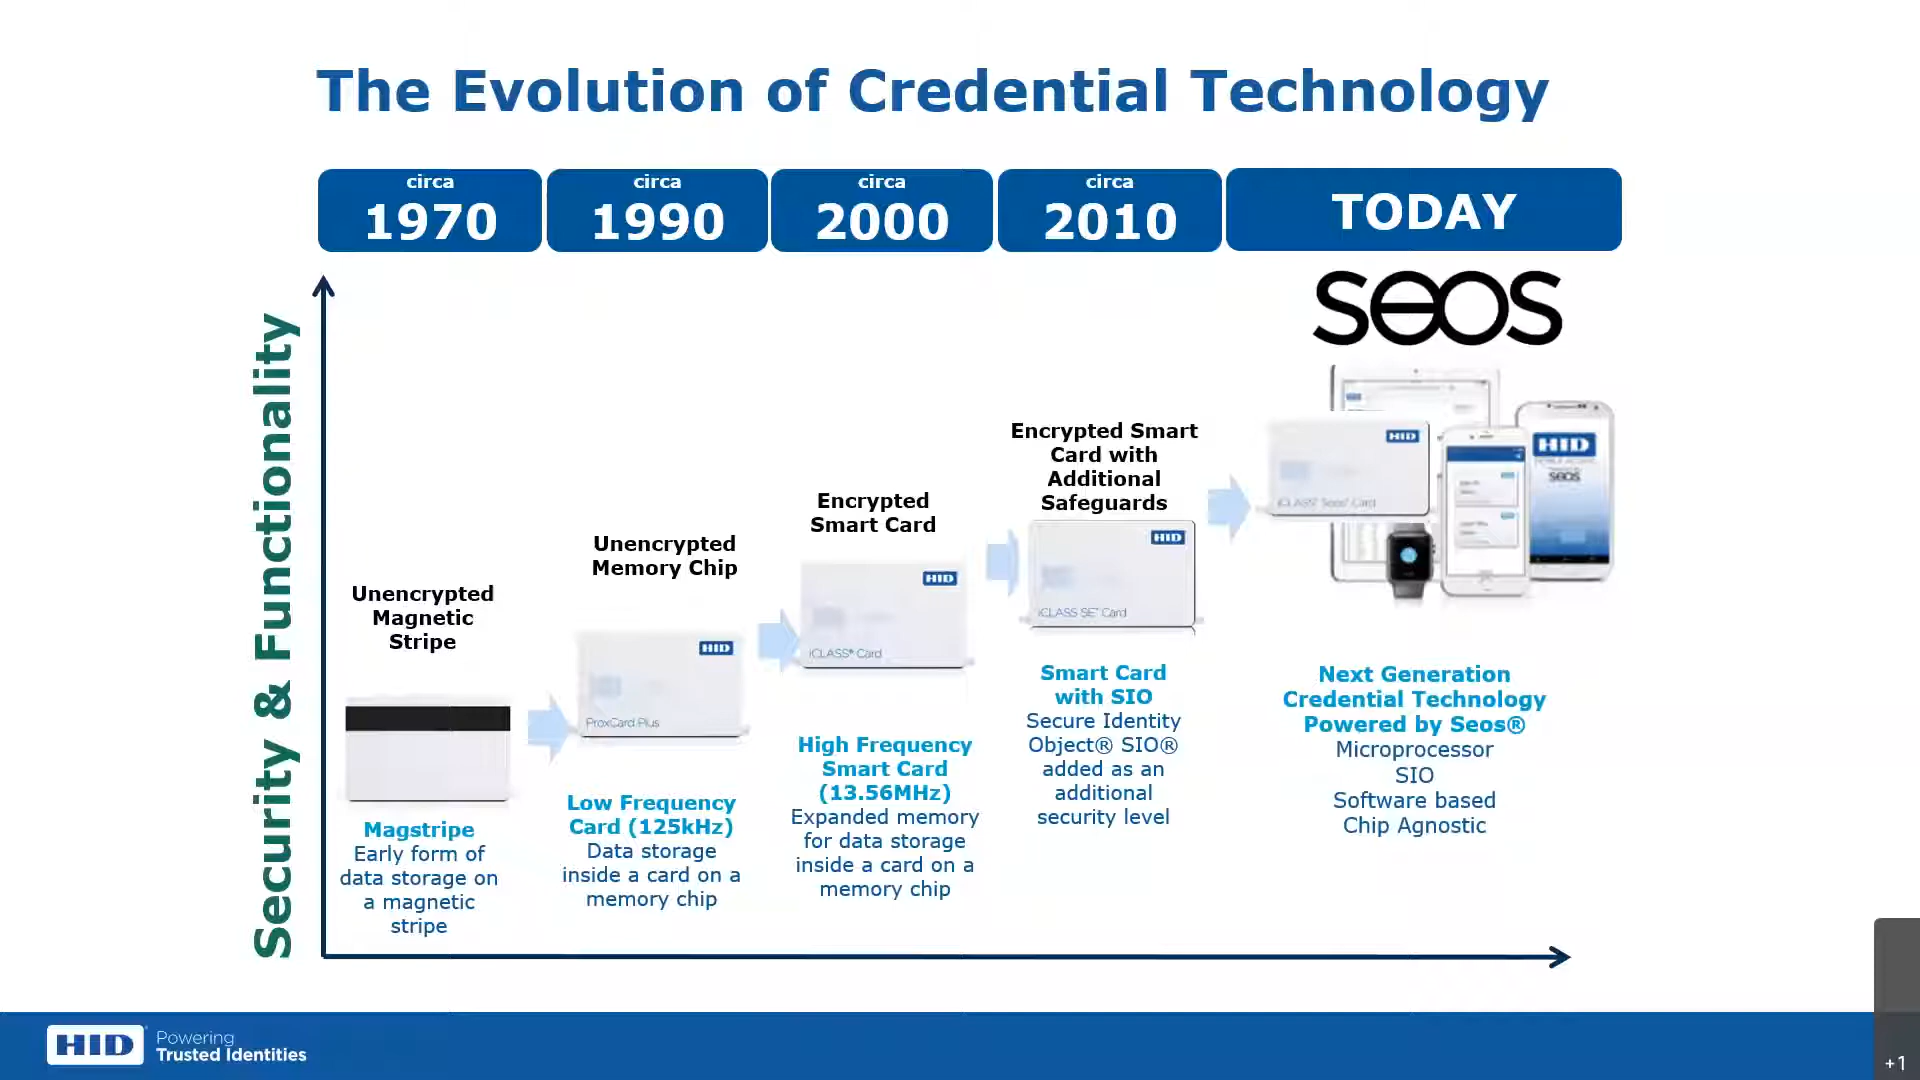 The Evolution of Credential Technology
circa
1970
circa
1990
circa
2000
circa
2010
TODAY
Security & Functionality
Unencrypted
Magnetic
Stripe
Magstripe
Early form of
data storage on
a magnetic
stripe
Unencrypted
Memory Chip
HID
ProxCard Plus
Low Frequency
Card (125kHz)
Data storage
inside a card on a
memory chip
Encrypted
Smart Card
HID
iCLASS® Card
High Frequency
Smart Card
(13.56MHz)
Expanded memory
for data storage
inside a card on a
memory chip
Encrypted Smart
Card with
Additional
Safeguards
HID
iCLASS SE™ Card
Smart Card
with SIO
Secure Identity
Object® SIO®
added as an
additional
security level
seos
HID
iCLASS® Seos® Card
HID
seos
Next Generation
Credential Technology
Powered by Seos®
Microprocessor
SIO
Software based
Chip Agnostic
HID
Powering
Trusted Identities
+1